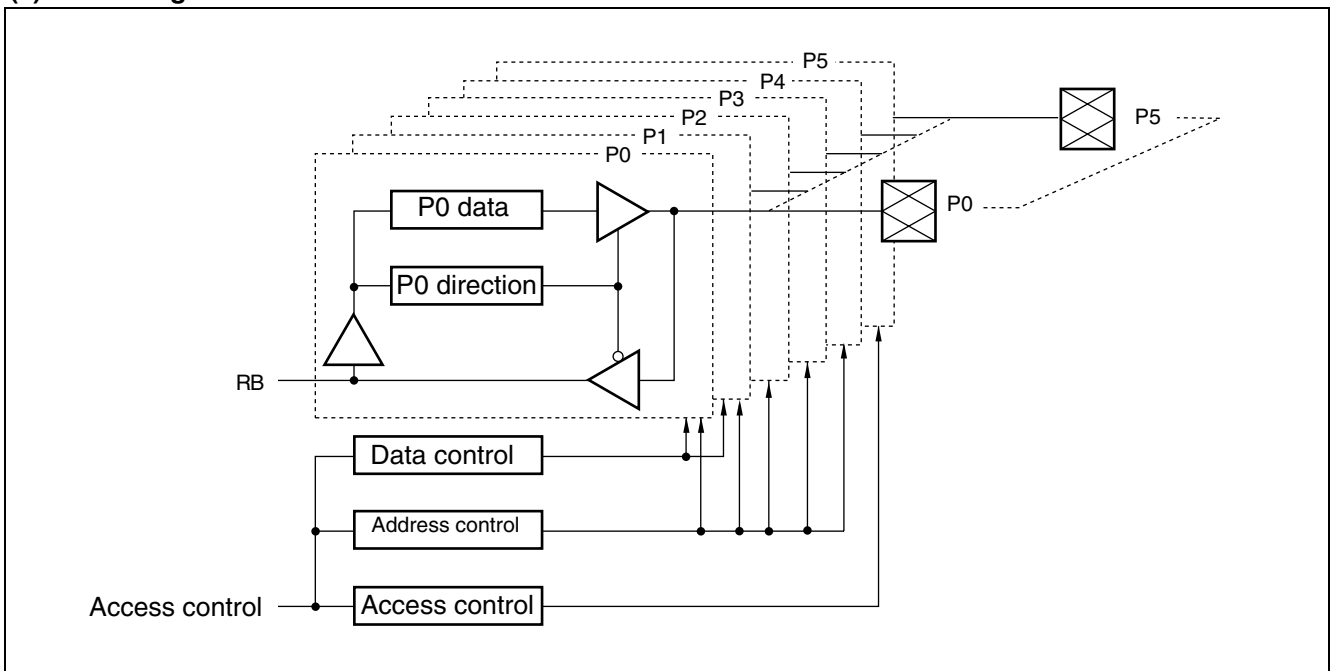 P5
P4
P3
P2
P1
P0
P5
P0 data
P0
P0 direction
RB
Data control
Address control
Access control
Access control